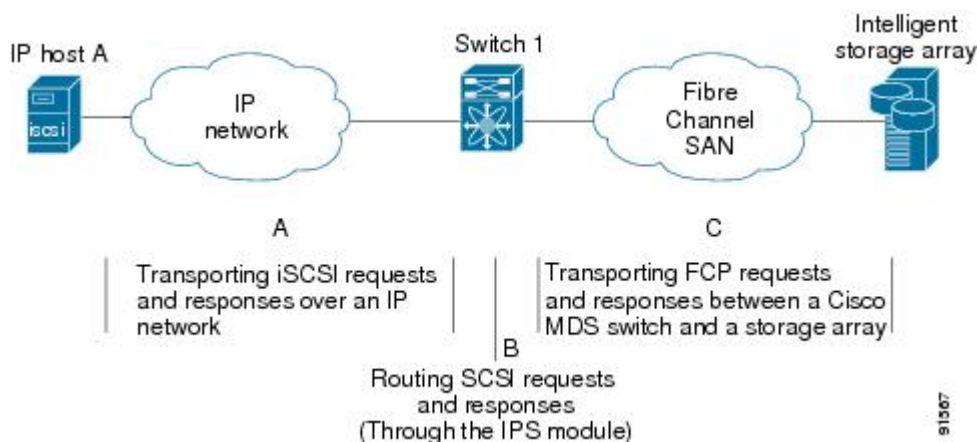 IP host A
iscsi
IP
network
Switch 1
Fibre
Channel
SAN
Intelligent
storage array
A
Transporting iSCSI requests
and responses over an IP
network
B
Routing SCSI requests
and responses
(Through the IPS module)
C
Transporting FCP requests
and responses between a Cisco
MDS switch and a storage array
91567